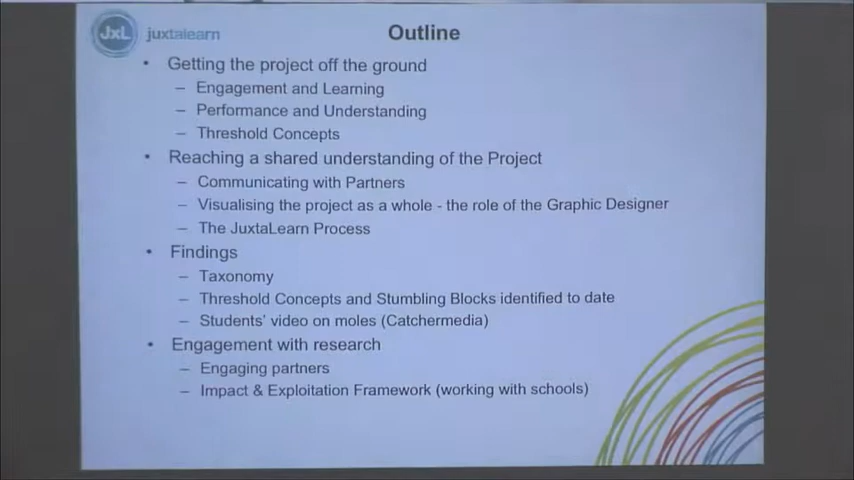 JxL juxtalearn
Outline
• Getting the project off the ground
– Engagement and Learning
– Performance and Understanding
– Threshold Concepts
• Reaching a shared understanding of the Project
– Communicating with Partners
– Visualising the project as a whole - the role of the Graphic Designer
– The JuxtaLearn Process
• Findings
– Taxonomy
– Threshold Concepts and Stumbling Blocks identified to date
– Students' video on moles (Catchermedia)
• Engagement with research
– Engaging partners
– Impact & Exploitation Framework (working with schools)